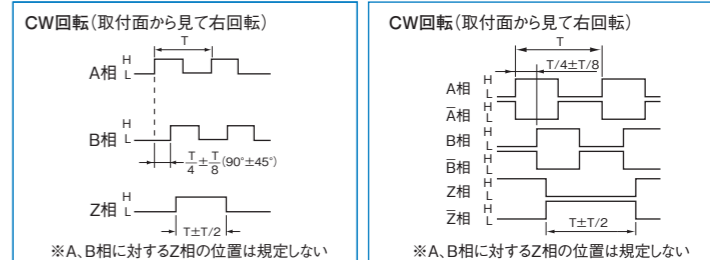 CW回転(取付面から見て右回転)
T
A相 H L
B相 H L
T/4±T/8(90°±45°)
Z相 H L
T±T/2
※A、B相に対するZ相の位置は規定しない
CW回転(取付面から見て右回転)
T
T/4±T/8
A相 H L
A̅相 H L
B相 H L
B̅相 H L
Z相 H L
Z̅相 H L
T±T/2
※A、B相に対するZ相の位置は規定しない